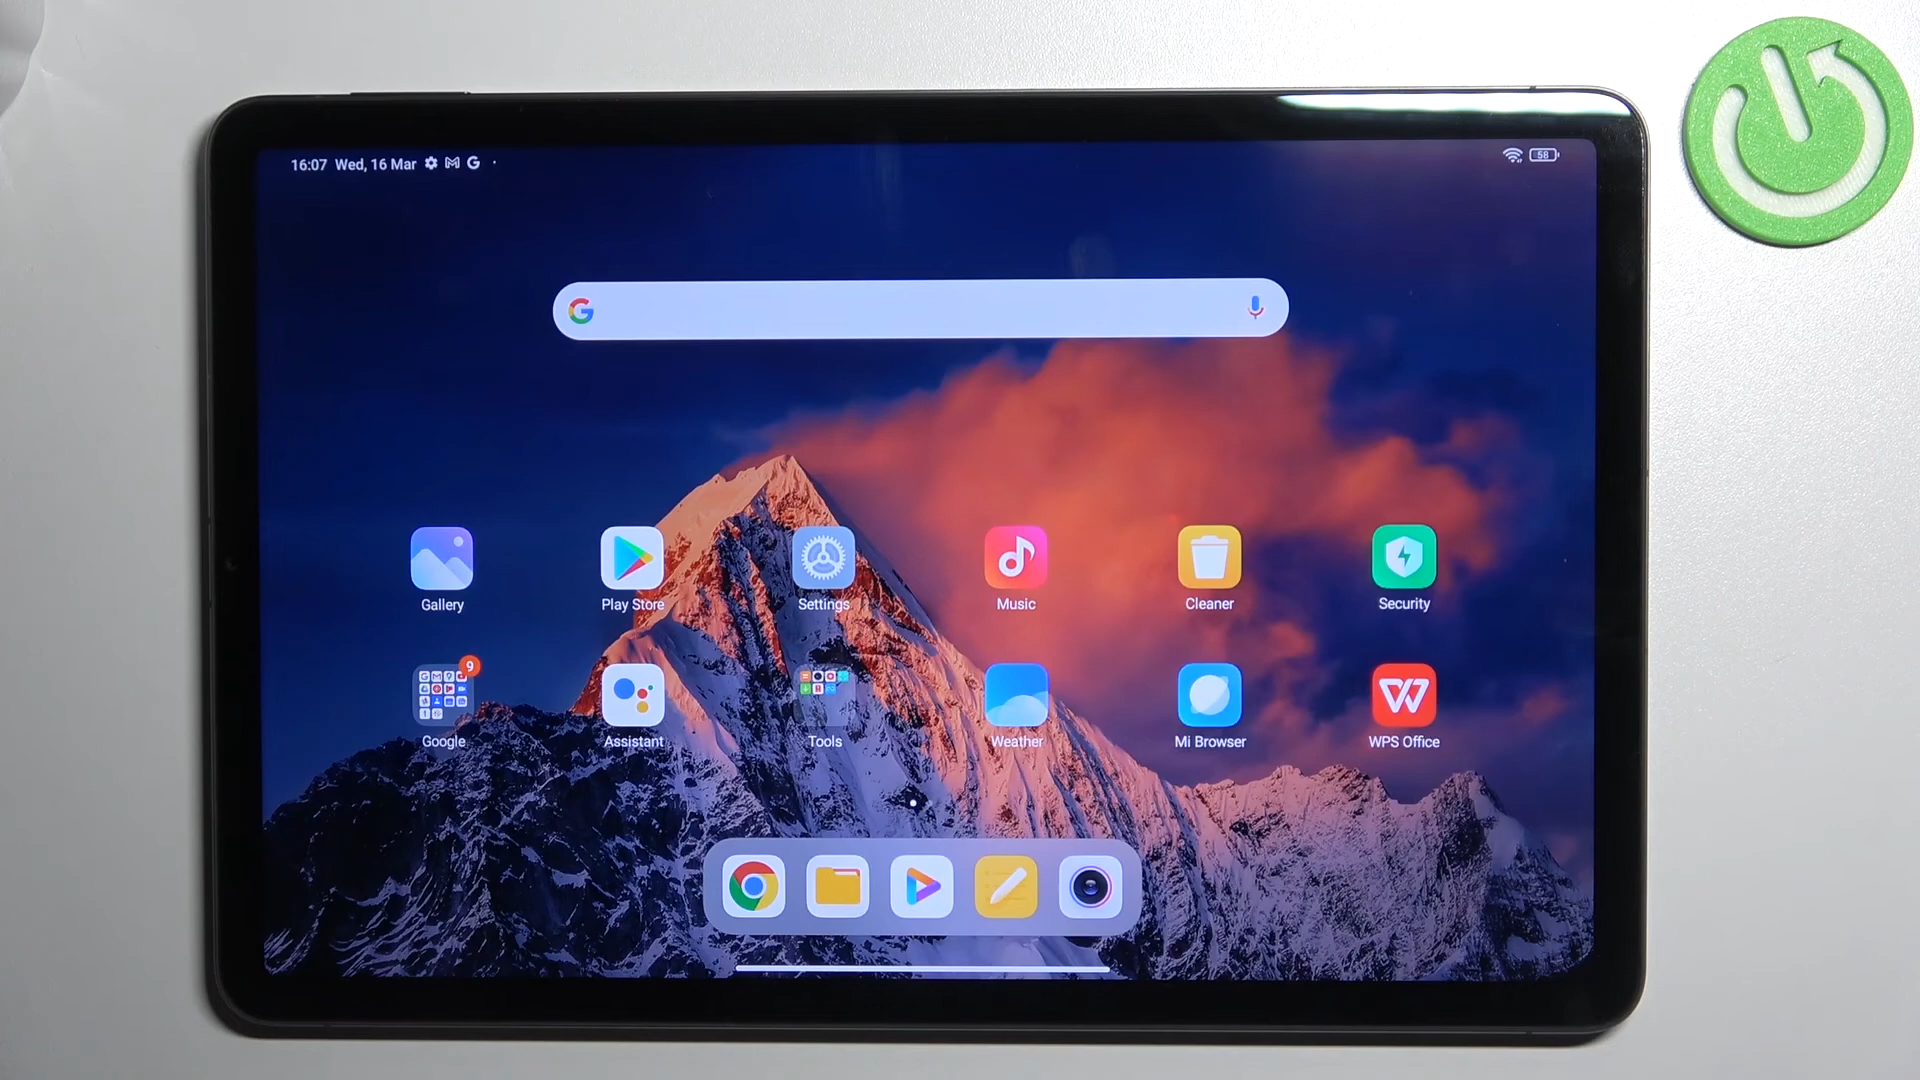 16:07 Wed, 16 Mar
58
Gallery
Play Store
Settings
Music
Cleaner
Security
9
Google
Assistant
Tools
Weather
Mi Browser
WPS Office